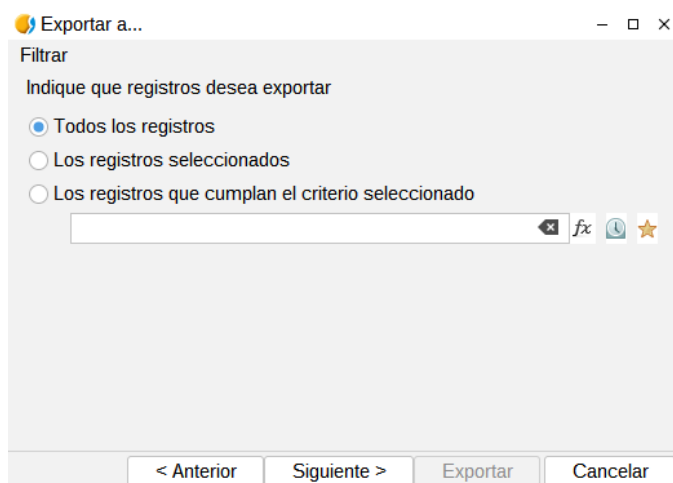 Exportar a...
Filtrar
Indique que registros desea exportar
Todos los registros
Los registros seleccionados
Los registros que cumplan el criterio seleccionado
fx
< Anterior Siguiente > Exportar Cancelar